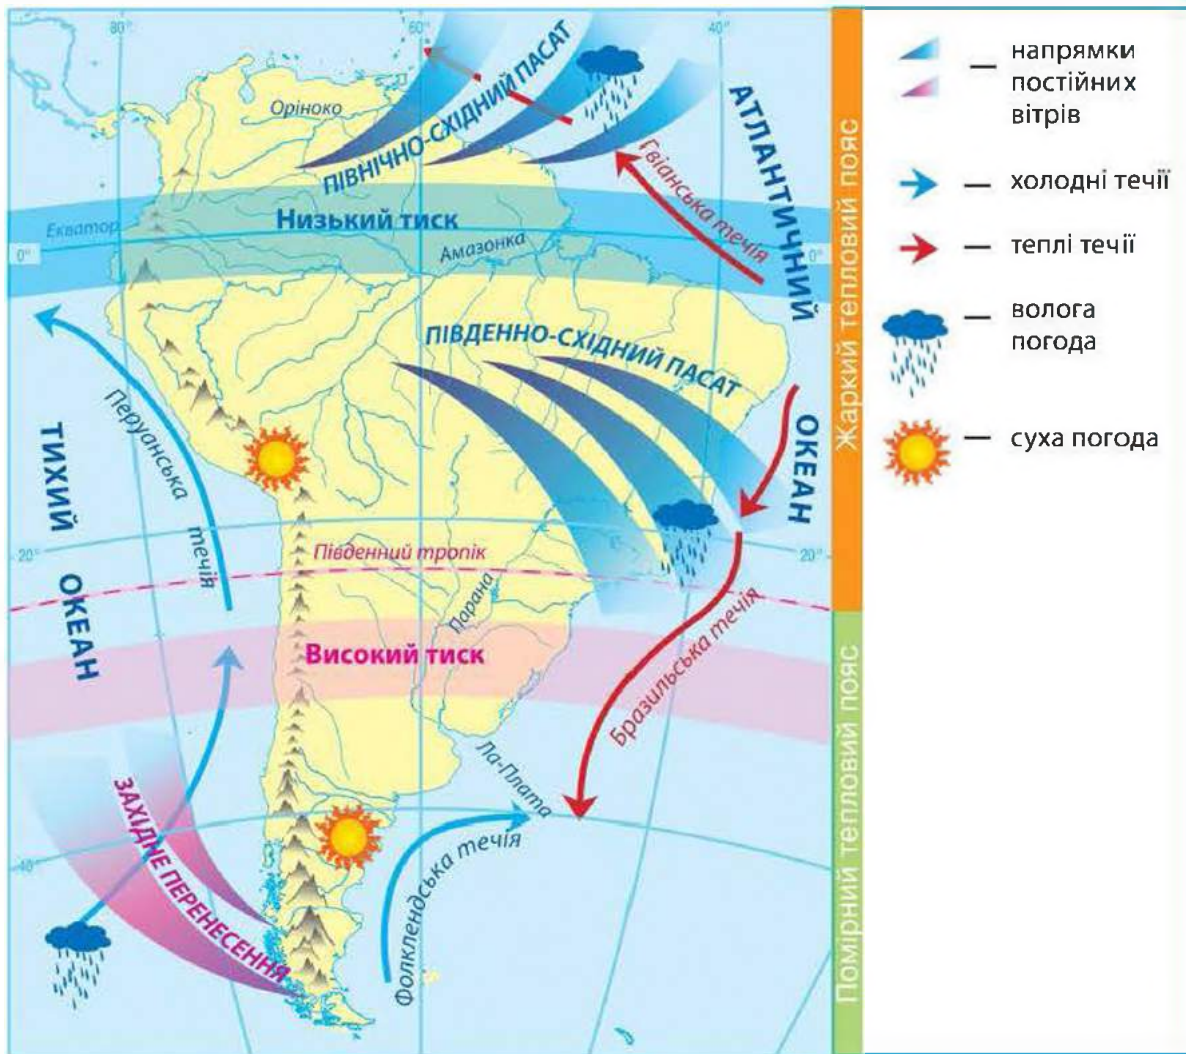 80°
60°
40°
Оріноко
ПІВНІЧНО-СХІДНИЙ ПАСАТ
АТЛАНТИЧНИЙ
ОКЕАН
Гвіанська течія
Екватор
Низький тиск
Амазонка
0°
0°
ПІВДЕННО-СХІДНИЙ ПАСАТ
Перуанська
течія
ТИХИЙ
ОКЕАН
20°
20°
Південний тропік
Парана
Високий тиск
Бразильська течія
Ла-Плата
ЗАХІДНЕ ПЕРЕНЕСЕННЯ
40°
Фолклендська течія
Жаркий тепловий пояс
Помірний тепловий пояс
— напрямки
постійних
вітрів
— холодні течії
— теплі течії
— волога
погода
— суха погода